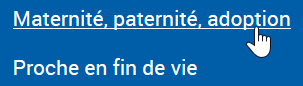 Maternité, paternité, adoption
Proche en fin de vie